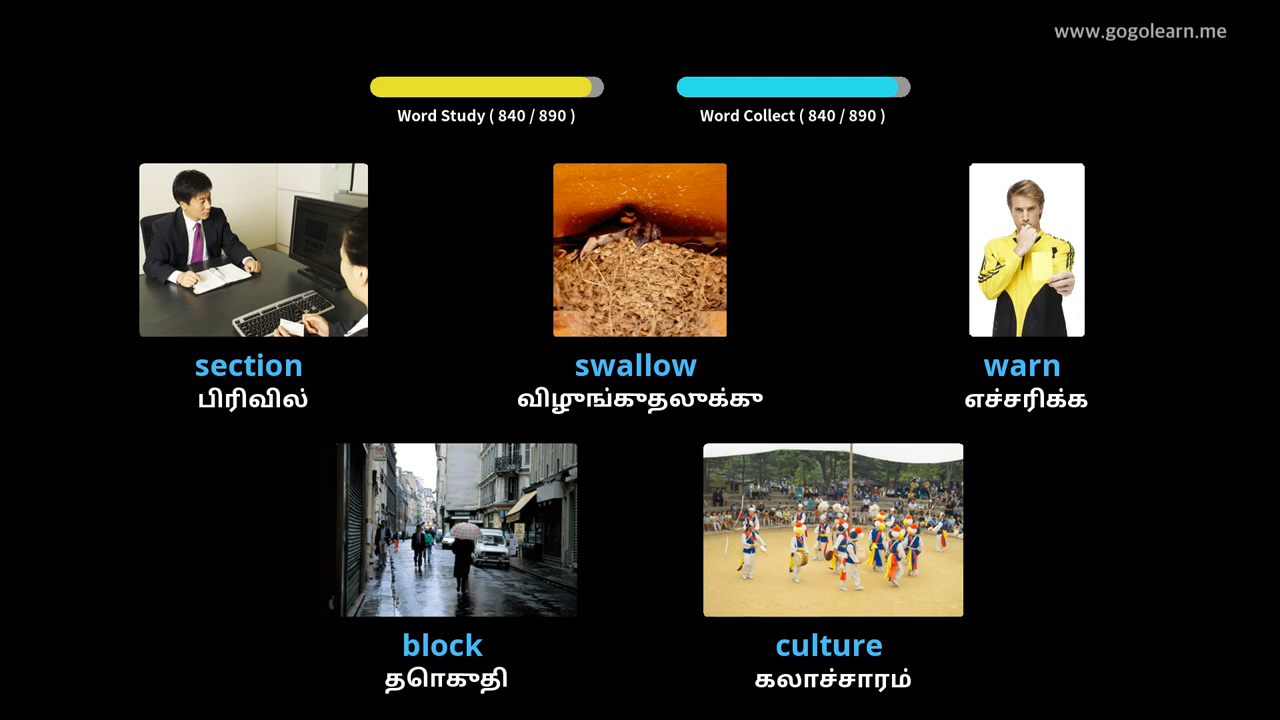 www.gogolearn.me
Word Study ( 840 / 890 )
Word Collect ( 840 / 890 )
section
பிரிவில்
swallow
விழுங்குதலுக்கு
warn
எச்சரிக்க
block
தொகுதி
culture
கலாச்சாரம்